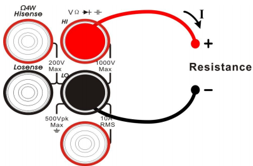 Ω4W
Hisense
V Ω
HI
I
200V
Max
1000V
Max
+
Losense
LO
Resistance
−
500Vpk
Max
10A
RMS